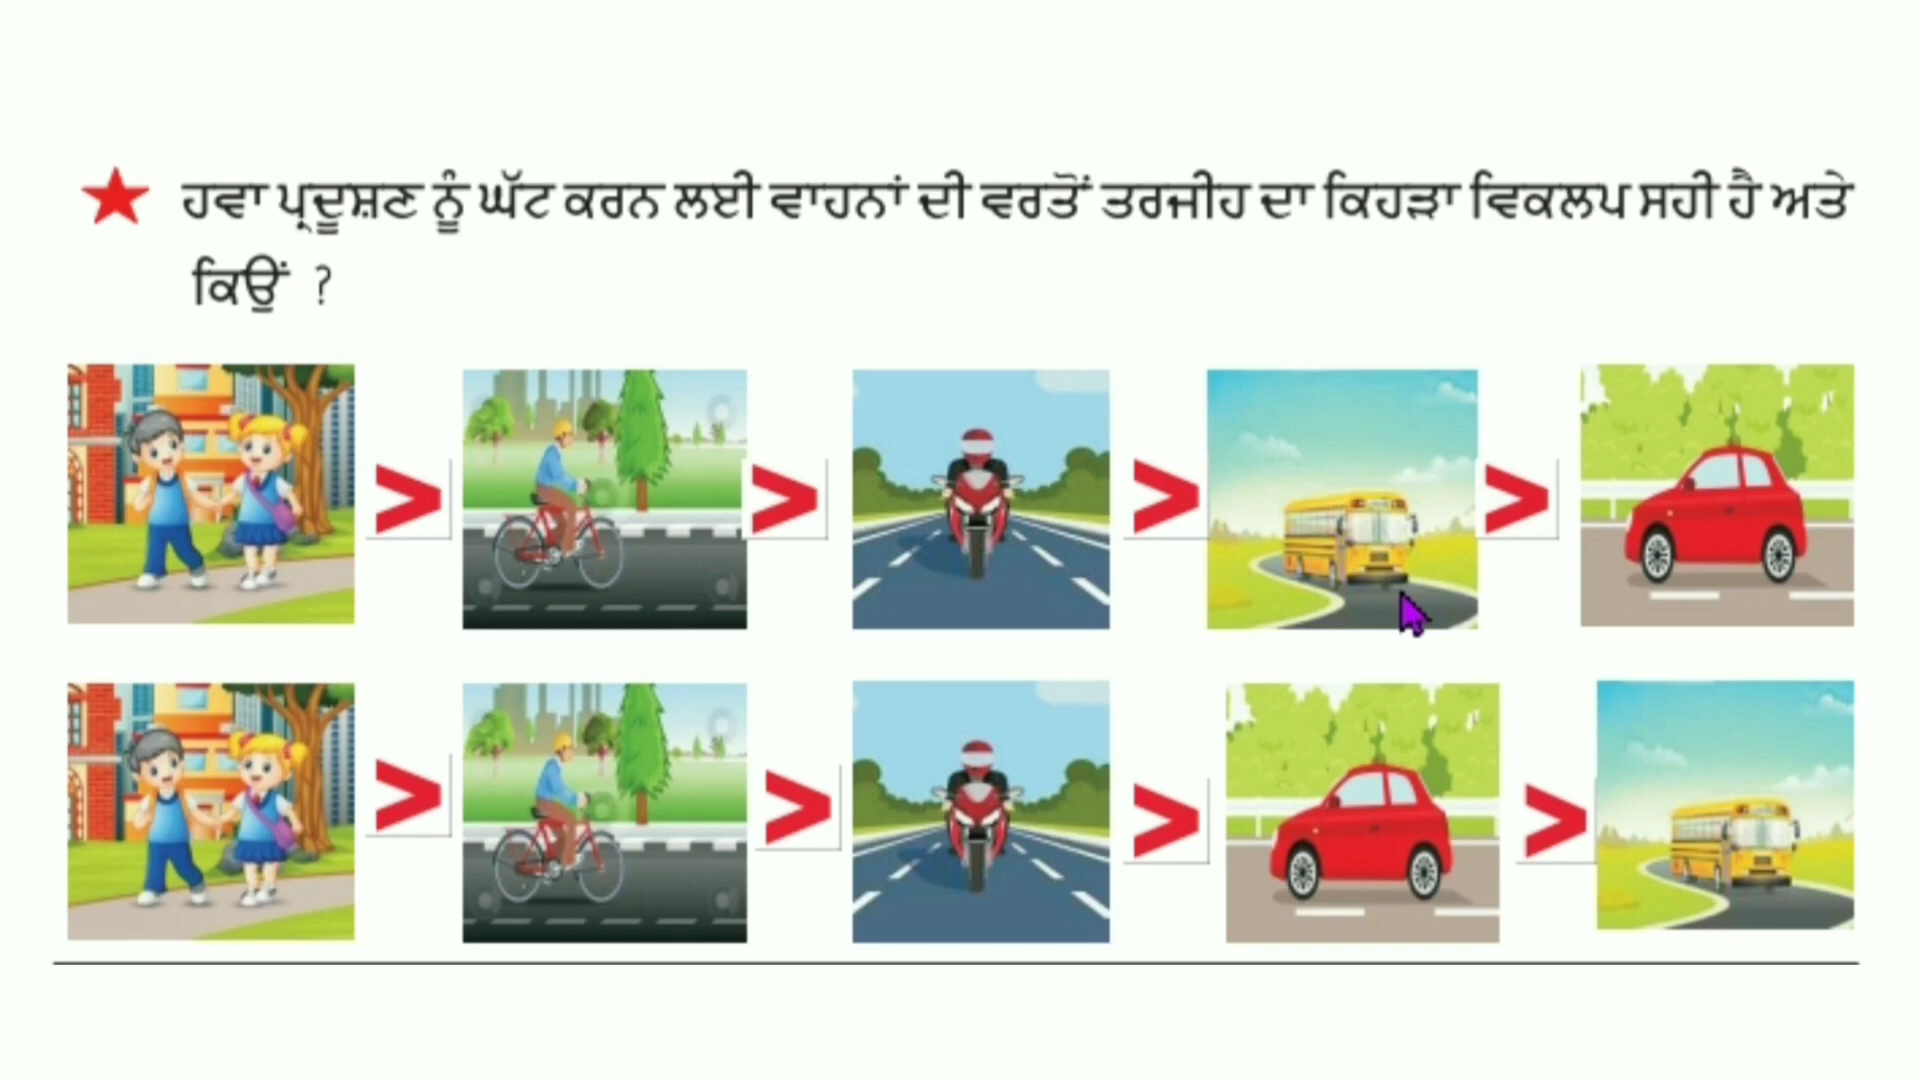 ਹਵਾ ਪ੍ਰਦੂਸ਼ਣ ਨੂੰ ਘੱਟ ਕਰਨ ਲਈ ਵਾਹਨਾਂ ਦੀ ਵਰਤੋਂ ਤਰਜੀਹ ਦਾ ਕਿਹੜਾ ਵਿਕਲਪ ਸਹੀ ਹੈ ਅਤੇ
ਕਿਉਂ ?
> > > >
> > > >